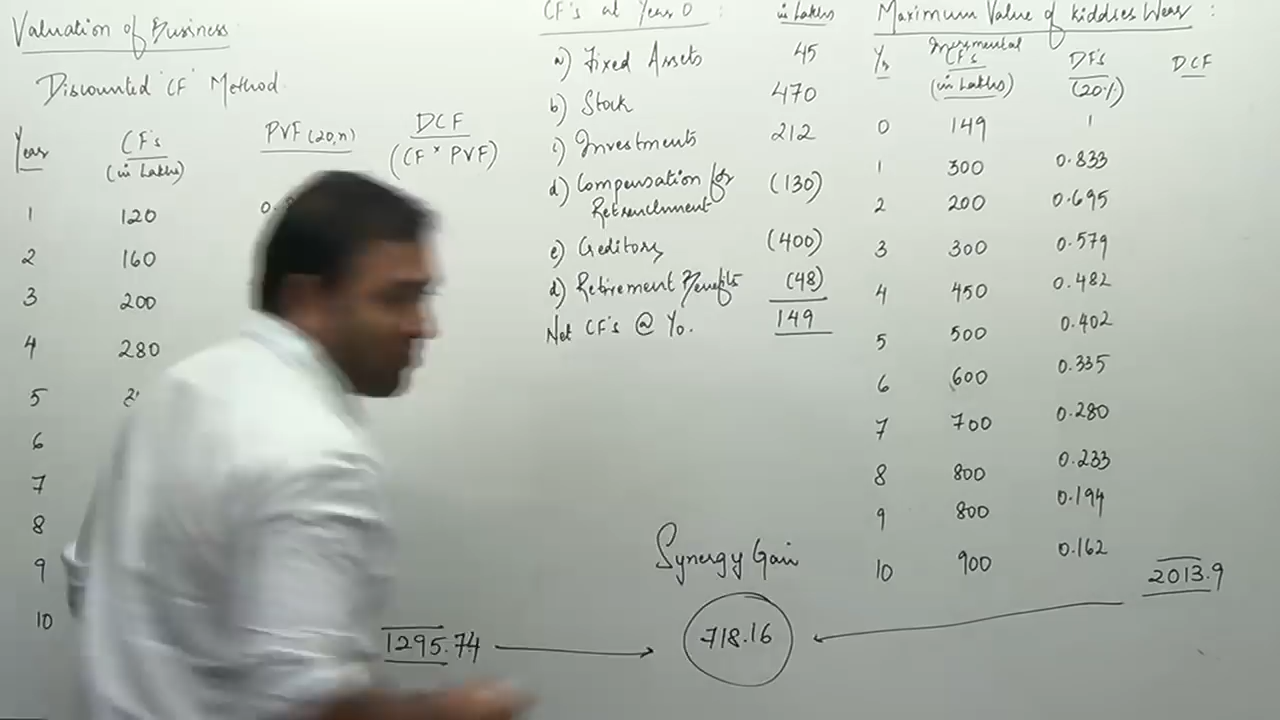 Valuation of Business
Discounted CF Method
Year CF's (in Lakhs) PVF (20,n) DCF (CF × PVF)
1 120
2 160
3 200
4 280
5
6
7
8
9
10
1295.74
CF's at Year 0 : in Lakhs
a) Fixed Assets 45
b) Stock 470
c) Investments 212
d) Compensation for
Retrenchment (130)
e) Creditors (400)
d) Retirement Benefits (48)
Net CF's @ Y0. 149
Synergy Gain
718.16
Maximum Value of Kiddies Wear :
Yr Incremental CF's (in Lakhs) DF's (20%) DCF
0 149 1
1 300 0.833
2 200 0.695
3 300 0.579
4 450 0.482
5 500 0.402
6 600 0.335
7 700 0.280
8 800 0.233
9 800 0.194
10 900 0.162
2013.9